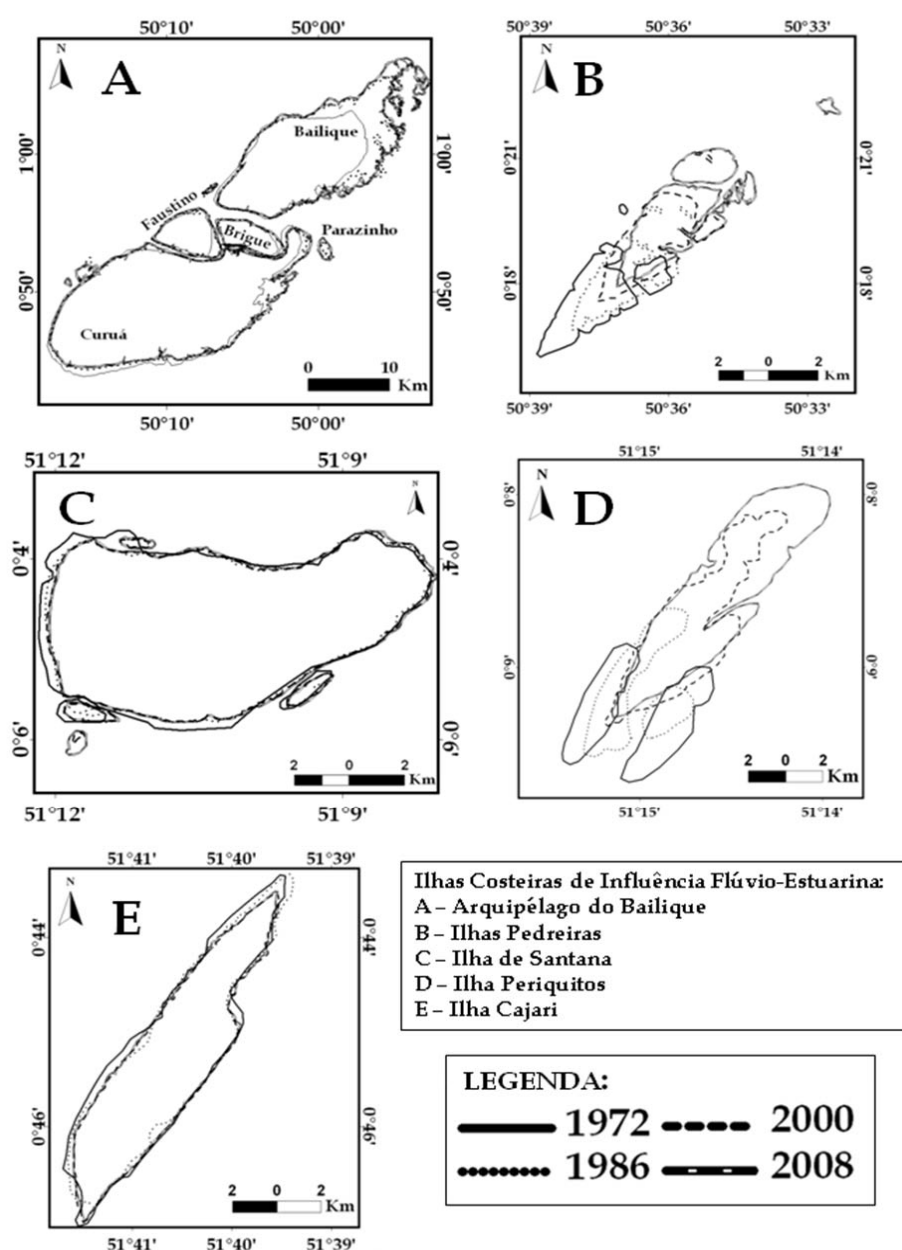 50°10' 50°00'
N
A
Bailique
1°00' 1°00'
Faustino
Brigue
Parazinho
0°50' 0°50'
Curuá
0 10
Km
50°10' 50°00'
50°39' 50°36' 50°33'
N
B
0°21' 0°21'
0°18' 0°18'
2 0 2
Km
50°39' 50°36' 50°33'
51°12' 51°9'
N
C
0°4' 0°4'
0°6' 0°6'
2 0 2
Km
51°12' 51°9'
51°15' 51°14'
N
D
0°8' 0°8'
0°9' 0°9'
2 0 2
Km
51°15' 51°14'
51°41' 51°40' 51°39'
N
E
0°44' 0°44'
0°46' 0°46'
2 0 2
Km
51°41' 51°40' 51°39'
Ilhas Costeiras de Influência Flúvio-Estuarina:
A – Arquipélago do Bailique
B – Ilhas Pedreiras
C – Ilha de Santana
D – Ilha Periquitos
E – Ilha Cajari
LEGENDA:
1972 2000
1986 2008